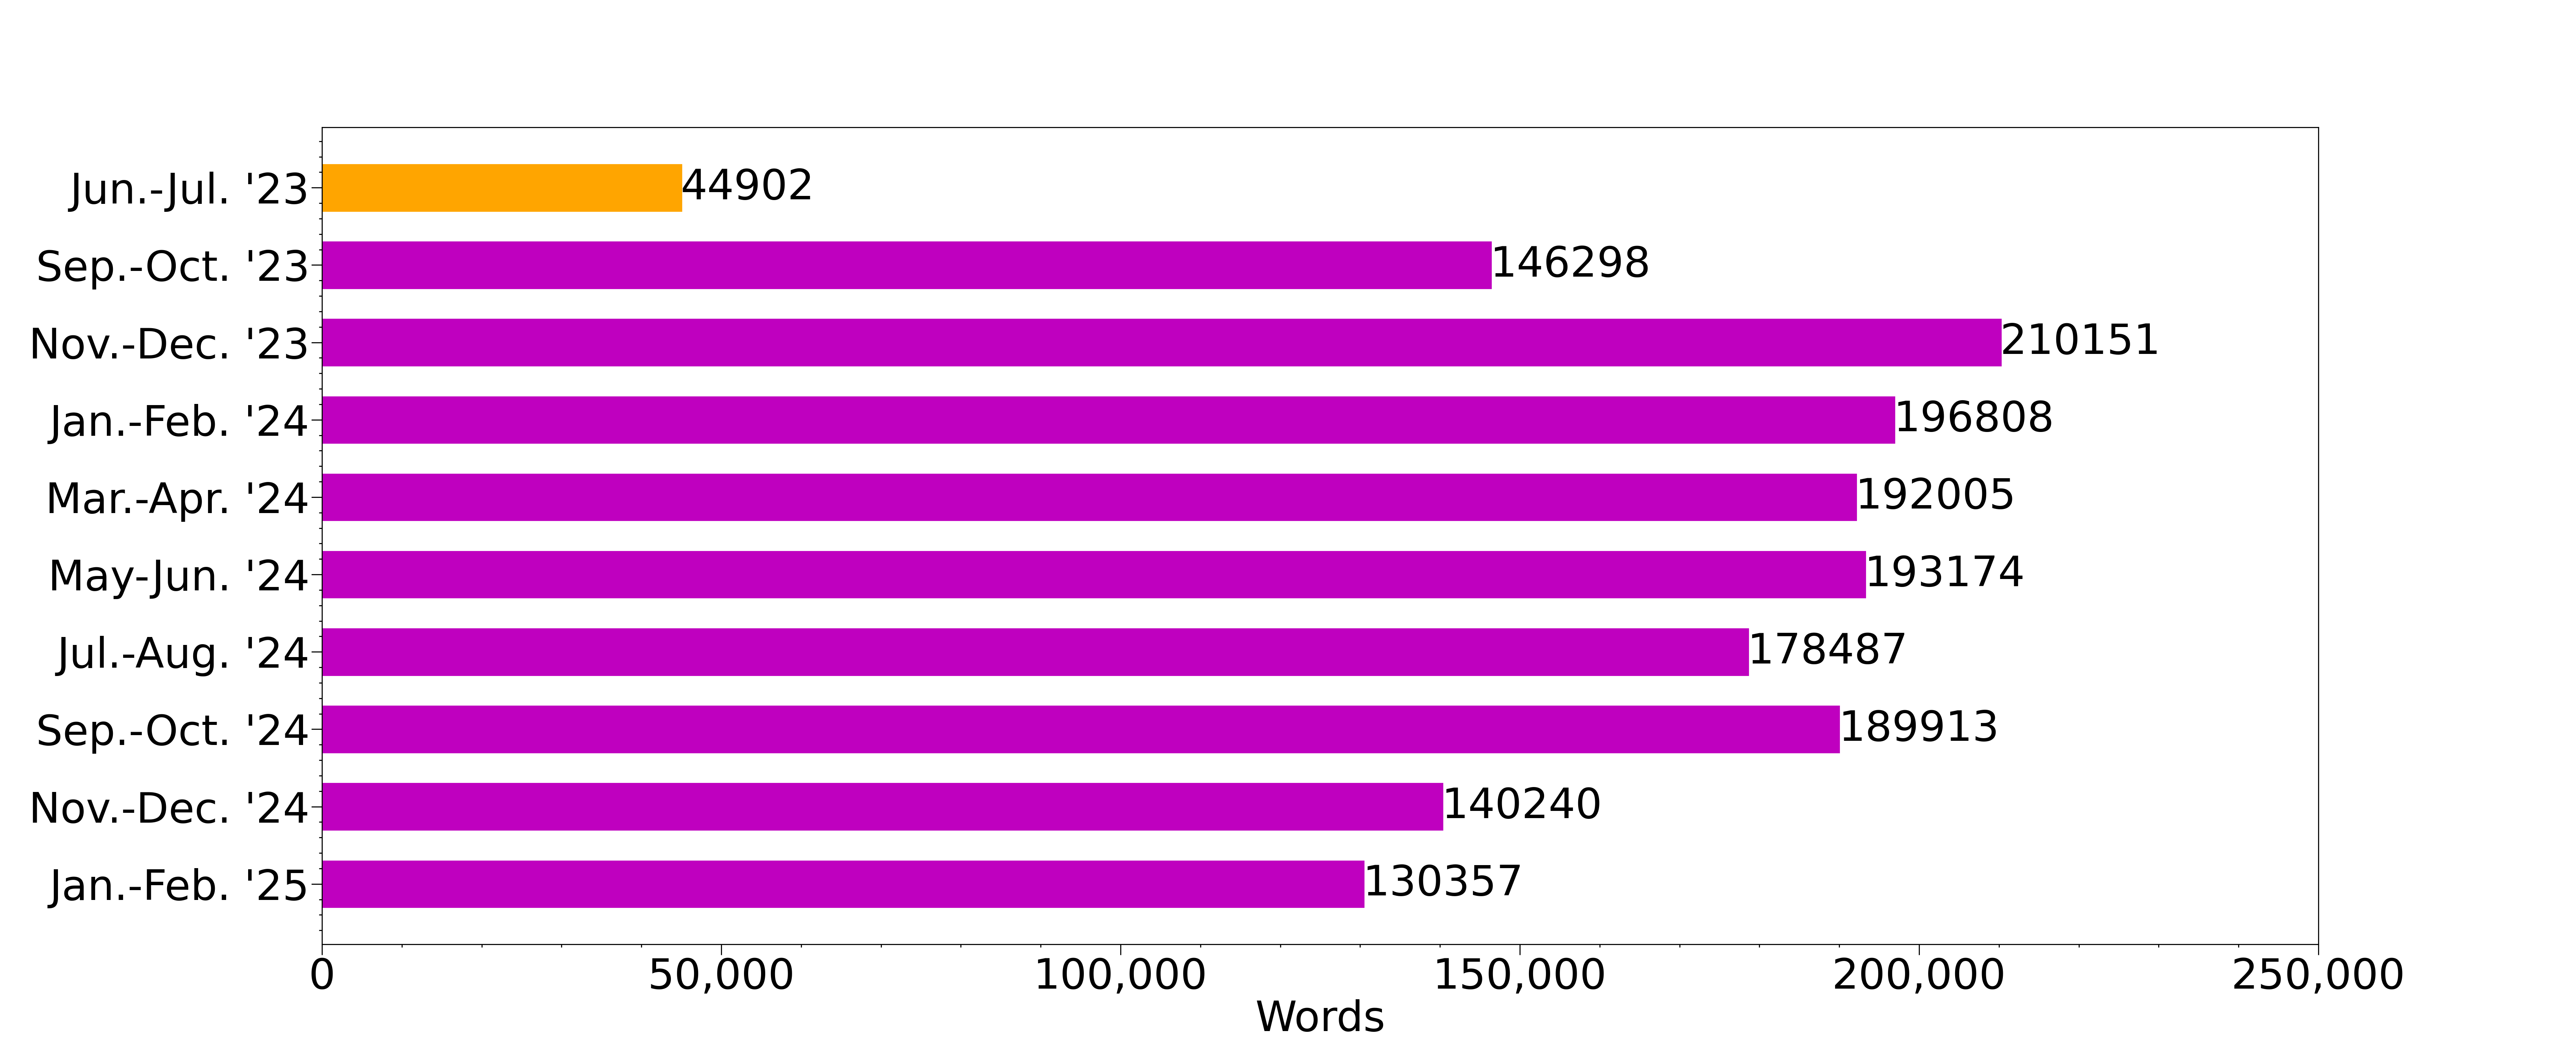 Jun.-Jul. '23 44902
Sep.-Oct. '23 146298
Nov.-Dec. '23 210151
Jan.-Feb. '24 196808
Mar.-Apr. '24 192005
May-Jun. '24 193174
Jul.-Aug. '24 178487
Sep.-Oct. '24 189913
Nov.-Dec. '24 140240
Jan.-Feb. '25 130357
0 50,000 100,000 150,000 200,000 250,000
Words